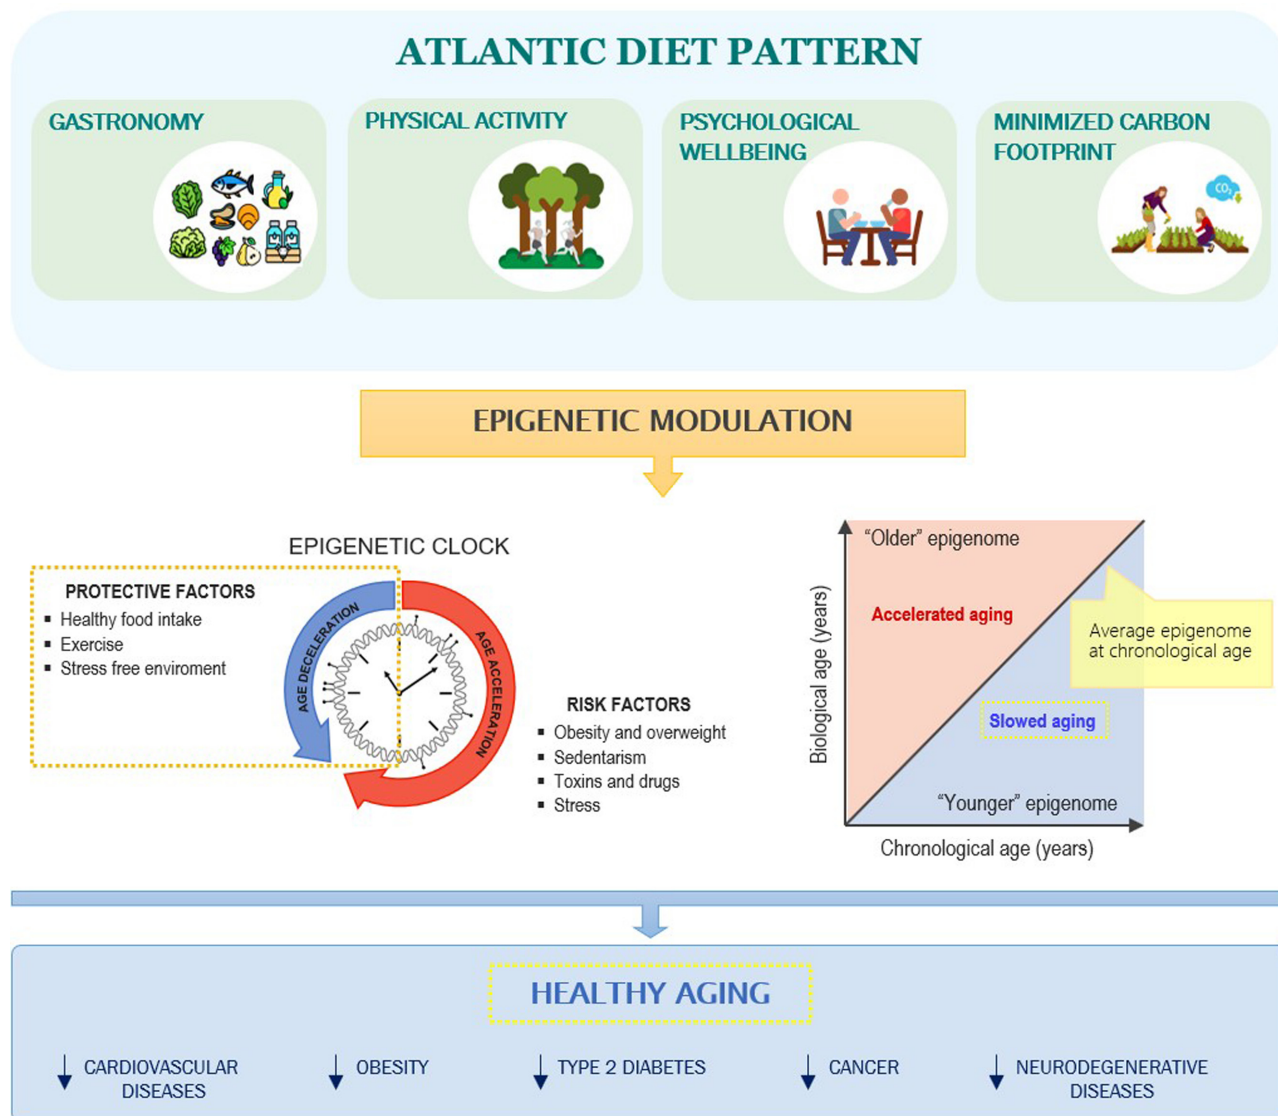 ATLANTIC DIET PATTERN
GASTRONOMY
PHYSICAL ACTIVITY
PSYCHOLOGICAL
WELLBEING
MINIMIZED CARBON
FOOTPRINT
CO₂
EPIGENETIC MODULATION
EPIGENETIC CLOCK
PROTECTIVE FACTORS
▪ Healthy food intake
▪ Exercise
▪ Stress free enviroment
AGE DECELERATION
AGE ACCELERATION
RISK FACTORS
▪ Obesity and overweight
▪ Sedentarism
▪ Toxins and drugs
▪ Stress
Biological age (years)
“Older” epigenome
Accelerated aging
Average epigenome
at chronological age
Slowed aging
“Younger” epigenome
Chronological age (years)
HEALTHY AGING
↓ CARDIOVASCULAR
DISEASES
↓ OBESITY
↓ TYPE 2 DIABETES
↓ CANCER
↓ NEURODEGENERATIVE
DISEASES